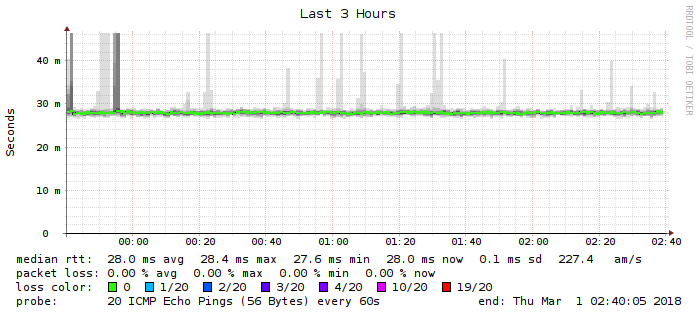 Last 3 Hours
RRDTOOL / TOBI OETIKER
Seconds
40 m
30 m
20 m
10 m
0
00:00 00:20 00:40 01:00 01:20 01:40 02:00 02:20 02:40
median rtt: 28.0 ms avg 28.4 ms max 27.6 ms min 28.0 ms now 0.1 ms sd 227.4 am/s
packet loss: 0.00 % avg 0.00 % max 0.00 % min 0.00 % now
loss color: 0 1/20 2/20 3/20 4/20 10/20 19/20
probe: 20 ICMP Echo Pings (56 Bytes) every 60s end: Thu Mar 1 02:40:05 2018